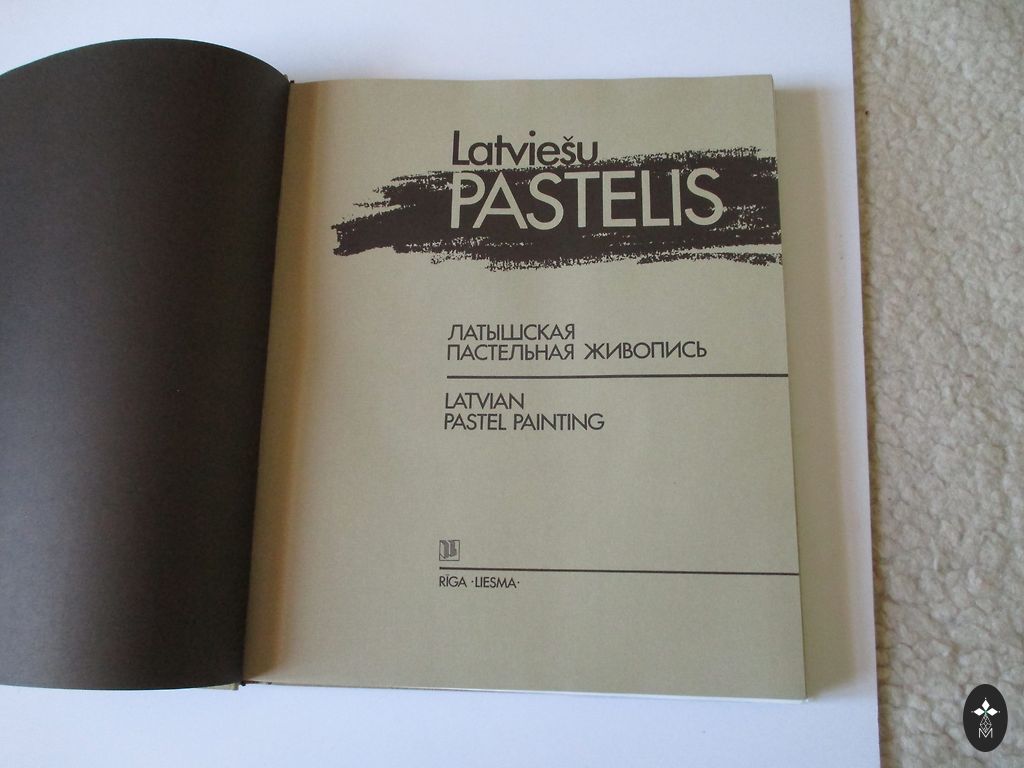 Latviešu
PASTELIS
ЛАТЫШСКАЯ
ПАСТЕЛЬНАЯ ЖИВОПИСЬ
LATVIAN
PASTEL PAINTING
RĪGA ·LIESMA·
M